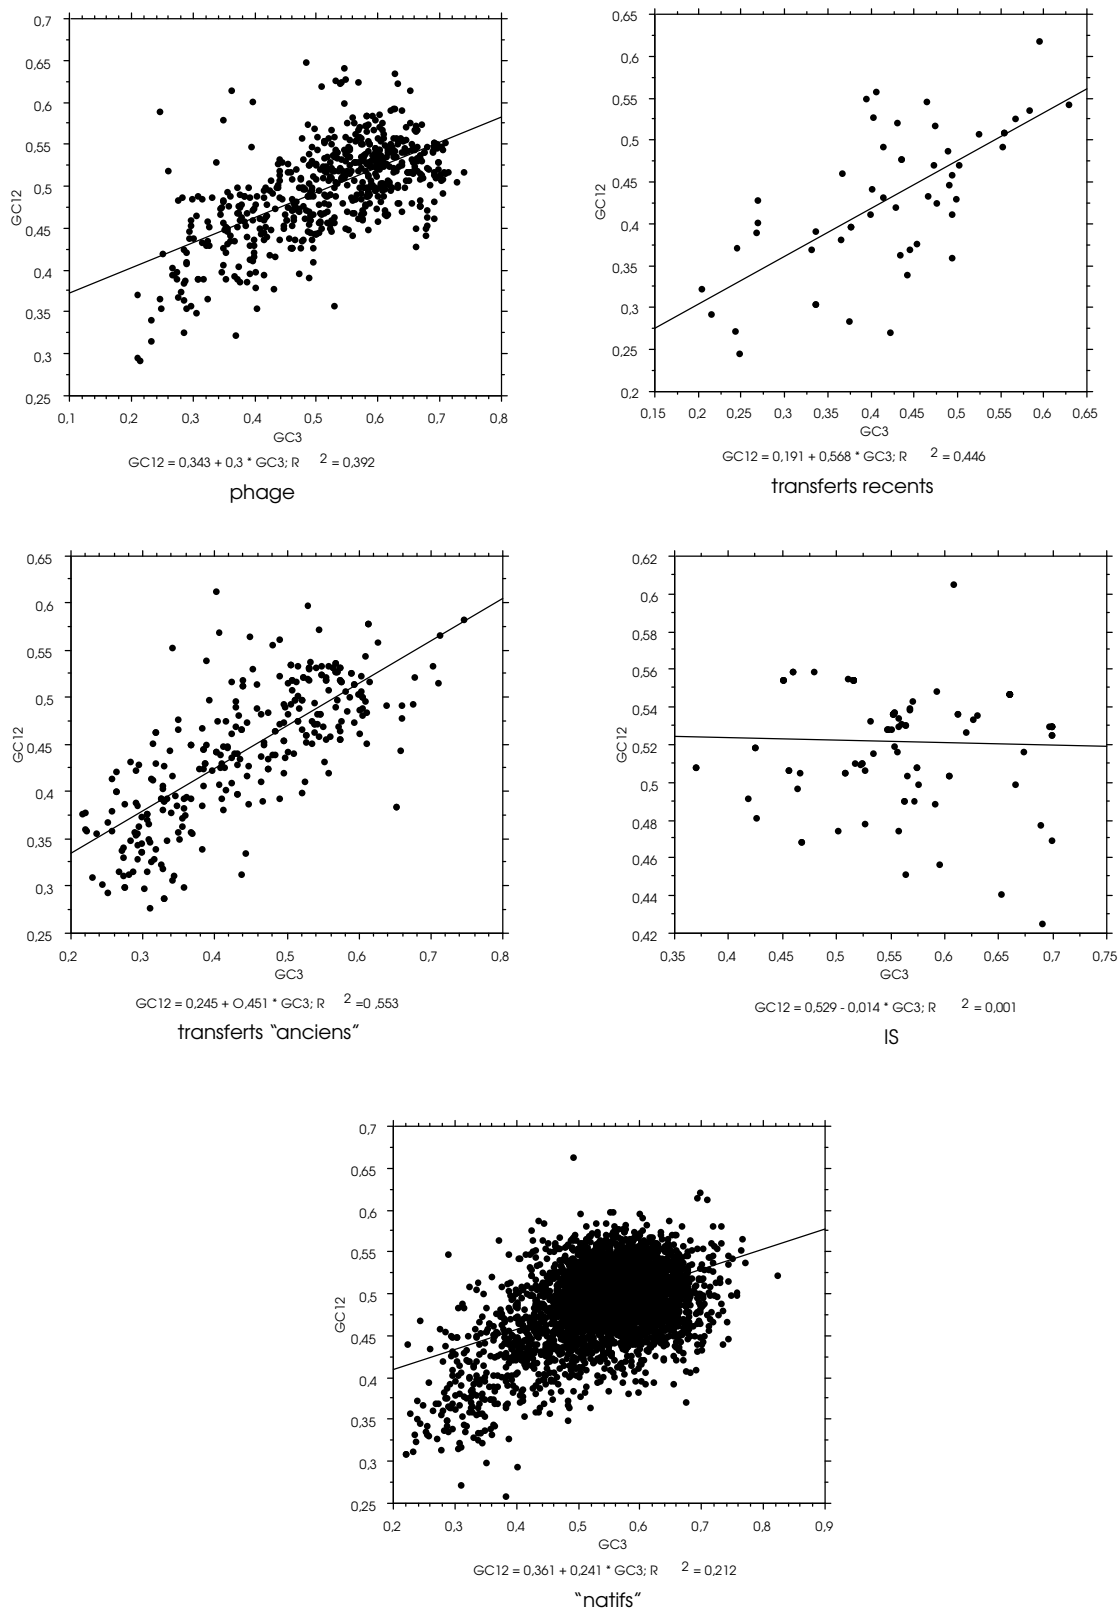 0,7
0,65
0,6
0,55
0,5
0,45
0,4
0,35
0,3
0,25
GC12
0,1 0,2 0,3 0,4 0,5 0,6 0,7 0,8
GC3
GC12 = 0,343 + 0,3 * GC3; R 2 = 0,392
phage
0,65
0,6
0,55
0,5
0,45
0,4
0,35
0,3
0,25
0,2
GC12
0,15 0,2 0,25 0,3 0,35 0,4 0,45 0,5 0,55 0,6 0,65
GC3
GC12 = 0,191 + 0,568 * GC3; R 2 = 0,446
transferts recents
0,65
0,6
0,55
0,5
0,45
0,4
0,35
0,3
0,25
GC12
0,2 0,3 0,4 0,5 0,6 0,7 0,8
GC3
GC12 = 0,245 + O,451 * GC3; R 2 =0 ,553
transferts “anciens”
0,62
0,6
0,58
0,56
0,54
0,52
0,5
0,48
0,46
0,44
0,42
GC12
0,35 0,4 0,45 0,5 0,55 0,6 0,65 0,7 0,75
GC3
GC12 = 0,529 - 0,014 * GC3; R 2 = 0,001
IS
0,7
0,65
0,6
0,55
0,5
0,45
0,4
0,35
0,3
0,25
GC12
0,2 0,3 0,4 0,5 0,6 0,7 0,8 0,9
GC3
GC12 = 0,361 + 0,241 * GC3; R 2 = 0,212
“natifs”